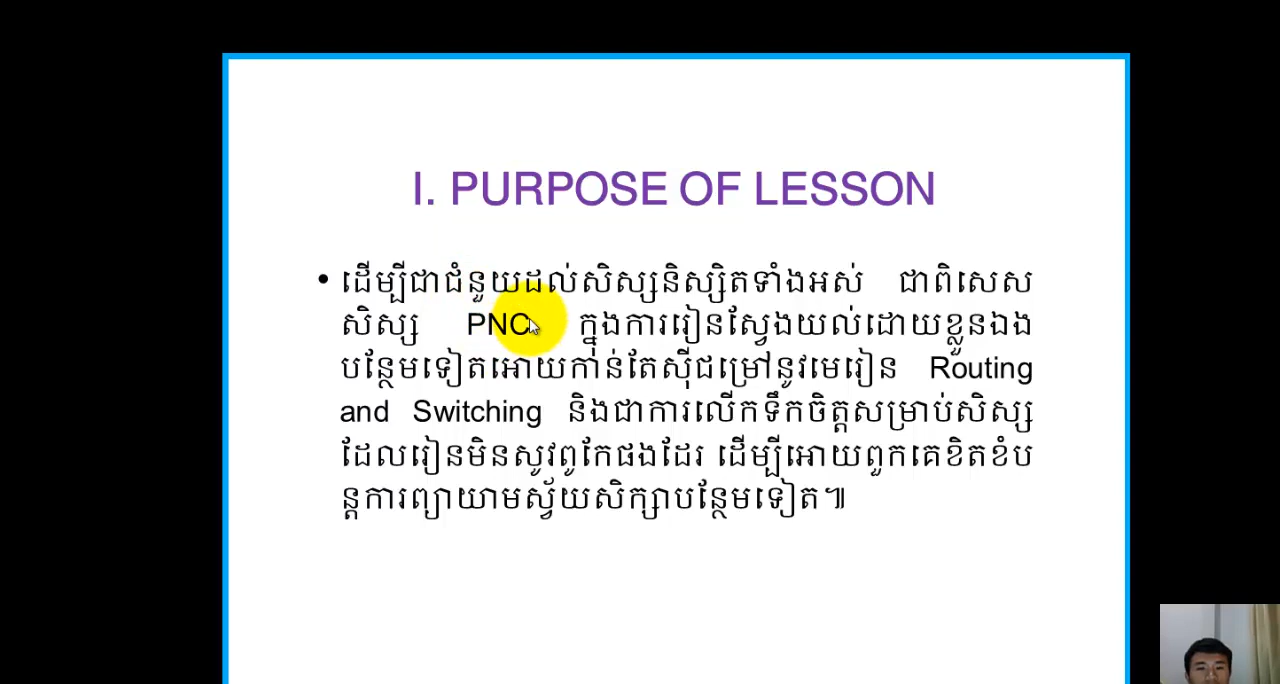 I. PURPOSE OF LESSON
• ដើម្បីជាជំនួយដល់សិស្សនិស្សិតទាំងអស់ ជាពិសេស
សិស្ស PNC ក្នុងការរៀនស្វែងយល់ដោយខ្លួនឯង
បន្ថែមទៀតអោយកាន់តែស៊ីជម្រៅនូវមេរៀន Routing
and Switching និងជាការលើកទឹកចិត្តសម្រាប់សិស្ស
ដែលរៀនមិនសូវពូកែផងដែរ ដើម្បីអោយពួកគេខិតខំប
ន្តការព្យាយាមស្វ័យសិក្សាបន្ថែមទៀត៕